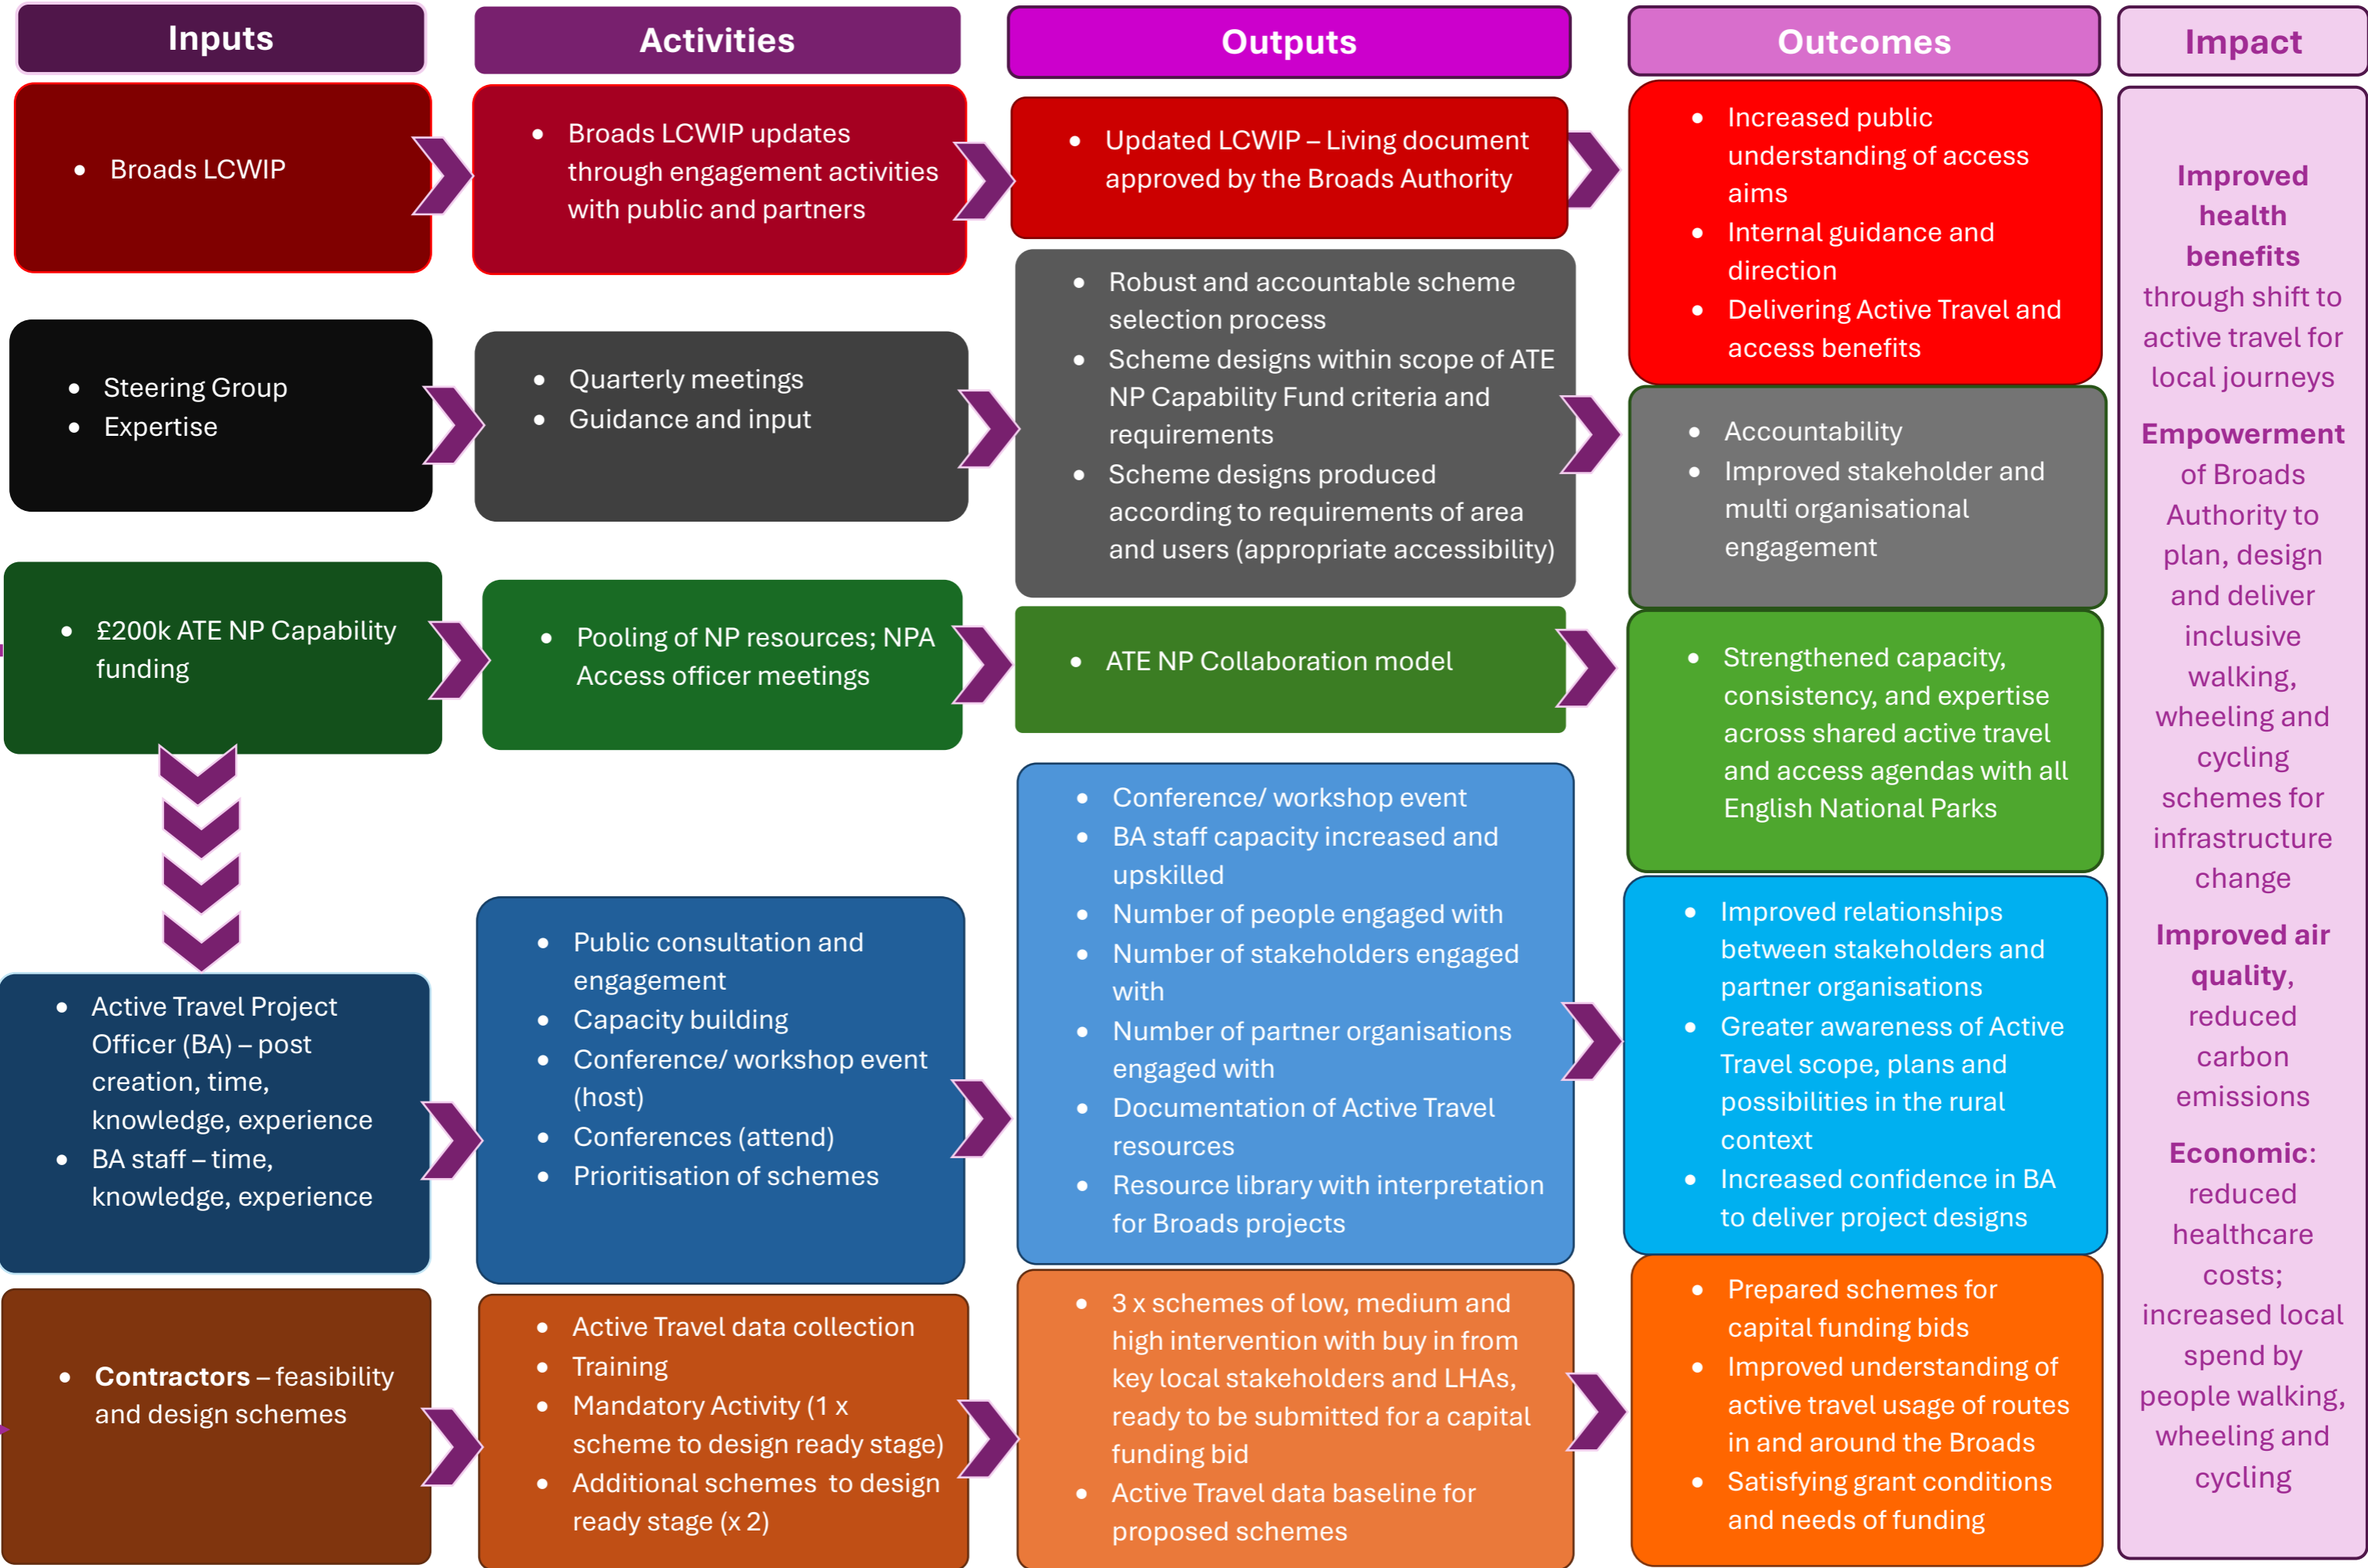 Inputs
Activities
Outputs
Outcomes
Impact
• Broads LCWIP
• Broads LCWIP updates
through engagement activities
with public and partners
• Updated LCWIP – Living document
approved by the Broads Authority
• Increased public
understanding of access
aims
• Internal guidance and
direction
• Delivering Active Travel and
access benefits
• Steering Group
• Expertise
• Quarterly meetings
• Guidance and input
• Robust and accountable scheme
selection process
• Scheme designs within scope of ATE
NP Capability Fund criteria and
requirements
• Scheme designs produced
according to requirements of area
and users (appropriate accessibility)
• Accountability
• Improved stakeholder and
multi organisational
engagement
• £200k ATE NP Capability
funding
• Pooling of NP resources; NPA
Access officer meetings
• ATE NP Collaboration model
• Strengthened capacity,
consistency, and expertise
across shared active travel
and access agendas with all
English National Parks
• Active Travel Project
Officer (BA) – post
creation, time,
knowledge, experience
• BA staff – time,
knowledge, experience
• Public consultation and
engagement
• Capacity building
• Conference/ workshop event
(host)
• Conferences (attend)
• Prioritisation of schemes
• Conference/ workshop event
• BA staff capacity increased and
upskilled
• Number of people engaged with
• Number of stakeholders engaged
with
• Number of partner organisations
engaged with
• Documentation of Active Travel
resources
• Resource library with interpretation
for Broads projects
• Improved relationships
between stakeholders and
partner organisations
• Greater awareness of Active
Travel scope, plans and
possibilities in the rural
context
• Increased confidence in BA
to deliver project designs
• Contractors – feasibility
and design schemes
• Active Travel data collection
• Training
• Mandatory Activity (1 x
scheme to design ready stage)
• Additional schemes to design
ready stage (x 2)
• 3 x schemes of low, medium and
high intervention with buy in from
key local stakeholders and LHAs,
ready to be submitted for a capital
funding bid
• Active Travel data baseline for
proposed schemes
• Prepared schemes for
capital funding bids
• Improved understanding of
active travel usage of routes
in and around the Broads
• Satisfying grant conditions
and needs of funding
Improved
health
benefits
through shift to
active travel for
local journeys
Empowerment
of Broads
Authority to
plan, design
and deliver
inclusive
walking,
wheeling and
cycling
schemes for
infrastructure
change
Improved air
quality,
reduced
carbon
emissions
Economic:
reduced
healthcare
costs;
increased local
spend by
people walking,
wheeling and
cycling